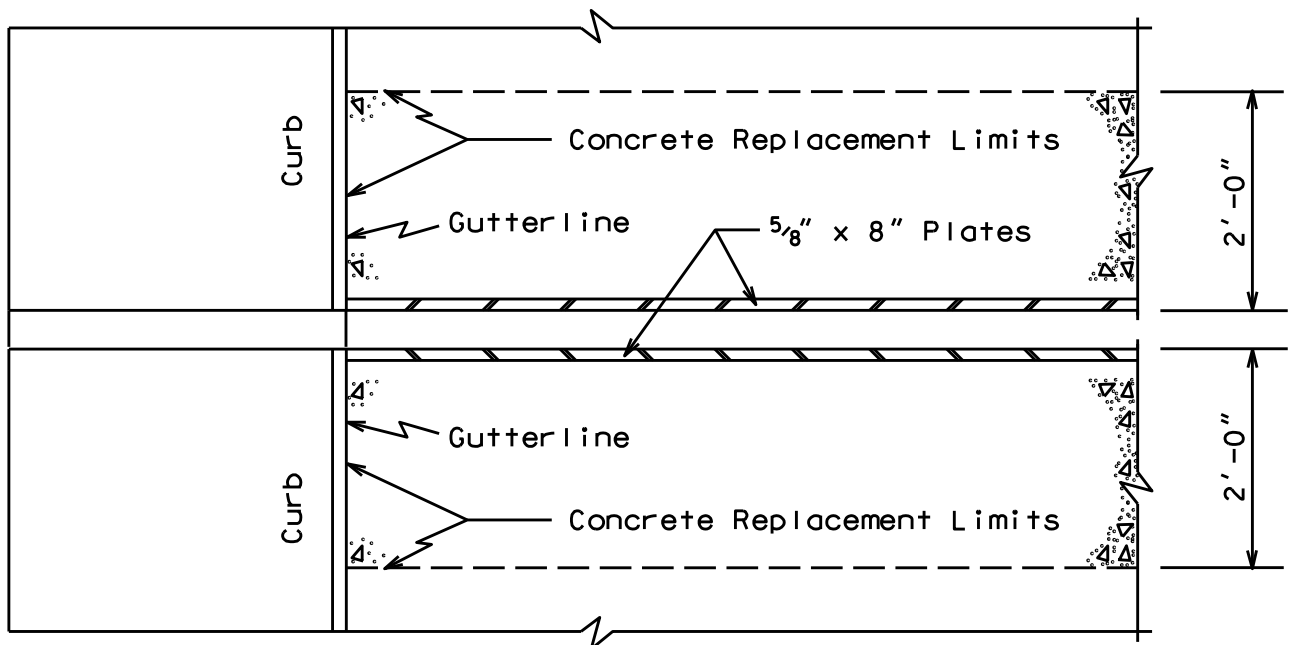 Curb
Concrete Replacement Limits
Gutterline
5/8" x 8" Plates
2'-0"
Curb
Gutterline
Concrete Replacement Limits
2'-0"